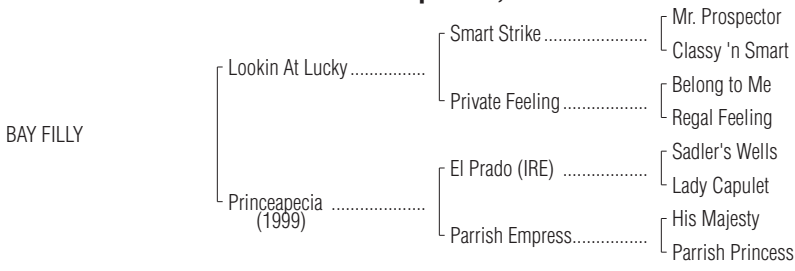 Mr. Prospector
Smart Strike.....................
Classy 'n Smart
Lookin At Lucky................
Belong to Me
Private Feeling.................
Regal Feeling
BAY FILLY
Sadler's Wells
El Prado (IRE) .................
Lady Capulet
Princeapecia ....................
(1999)
His Majesty
Parrish Empress...............
Parrish Princess